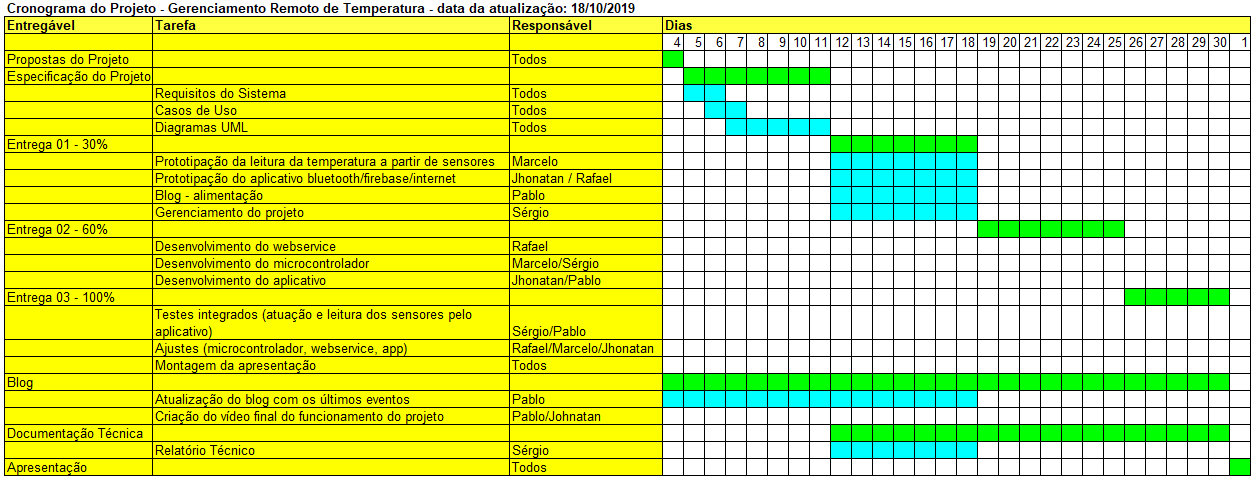 Cronograma do Projeto - Gerenciamento Remoto de Temperatura - data da atualização: 18/10/2019
Entregável Tarefa Responsável Dias
4 5 6 7 8 9 10 11 12 13 14 15 16 17 18 19 20 21 22 23 24 25 26 27 28 29 30 1
Propostas do Projeto Todos
Especificação do Projeto
Requisitos do Sistema Todos
Casos de Uso Todos
Diagramas UML Todos
Entrega 01 - 30%
Prototipação da leitura da temperatura a partir de sensores Marcelo
Prototipação do aplicativo bluetooth/firebase/internet Jhonatan / Rafael
Blog - alimentação Pablo
Gerenciamento do projeto Sérgio
Entrega 02 - 60%
Desenvolvimento do webservice Rafael
Desenvolvimento do microcontrolador Marcelo/Sérgio
Desenvolvimento do aplicativo Jhonatan/Pablo
Entrega 03 - 100%
Testes integrados (atuação e leitura dos sensores pelo
aplicativo) Sérgio/Pablo
Ajustes (microcontrolador, webservice, app) Rafael/Marcelo/Jhonatan
Montagem da apresentação Todos
Blog
Atualização do blog com os últimos eventos Pablo
Criação do vídeo final do funcionamento do projeto Pablo/Johnatan
Documentação Técnica
Relatório Técnico Sérgio
Apresentação Todos